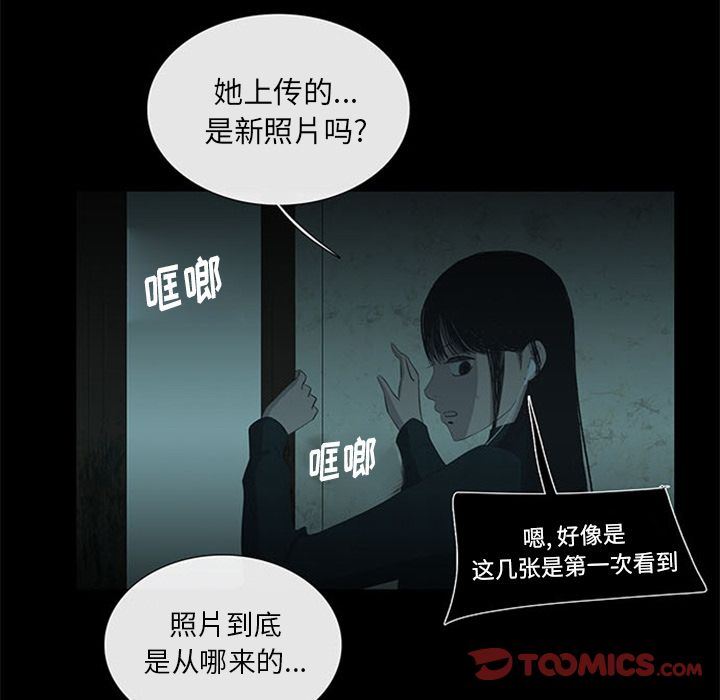 她上传的...
是新照片吗?
哐啷
哐啷
嗯, 好像是
这几张是第一次看到
照片到底
是从哪来的...
TOOMICS.COM